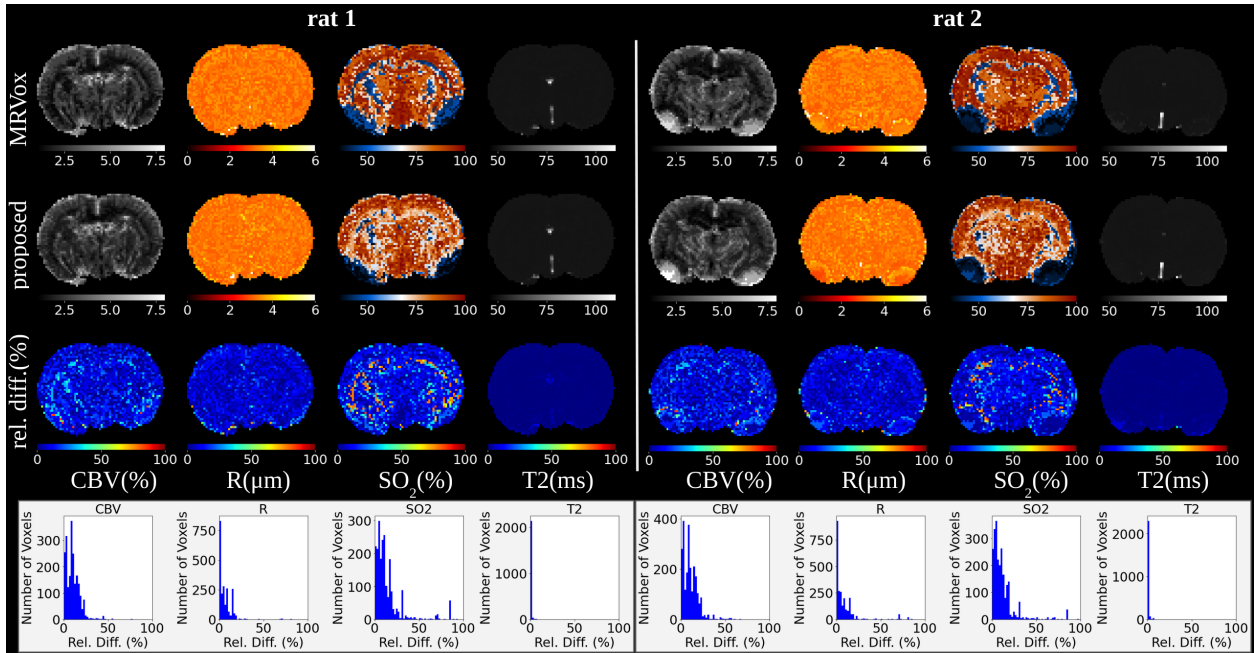 rat 1 rat 2
MRVox
2.5 5.0 7.5 0 2 4 6 50 75 100 50 100 2.5 5.0 7.5 0 2 4 6 50 75 100 50 75 100
proposed
2.5 5.0 7.5 0 2 4 6 50 75 100 50 100 2.5 5.0 7.5 0 2 4 6 50 75 100 50 75 100
rel. diff.(%)
0 50 100 0 50 100 0 50 100 0 50 100 0 50 100 0 50 100 0 50 100 0 50 100
CBV(%) R(μm) SO2(%) T2(ms) CBV(%) R(μm) SO2(%) T2(ms)
CBV R SO2 T2 CBV R SO2 T2
Number of Voxels
300
200
100
0
0 50 100
Rel. Diff. (%)
Number of Voxels
750
500
250
0
0 50 100
Rel. Diff. (%)
Number of Voxels
300
200
100
0
0 50 100
Rel. Diff. (%)
Number of Voxels
2000
1000
0
0 50 100
Rel. Diff. (%)
Number of Voxels
400
200
0
0 50 100
Rel. Diff. (%)
Number of Voxels
750
500
250
0
0 50 100
Rel. Diff. (%)
Number of Voxels
300
200
100
0
0 50 100
Rel. Diff. (%)
Number of Voxels
2000
1000
0
0 50 100
Rel. Diff. (%)